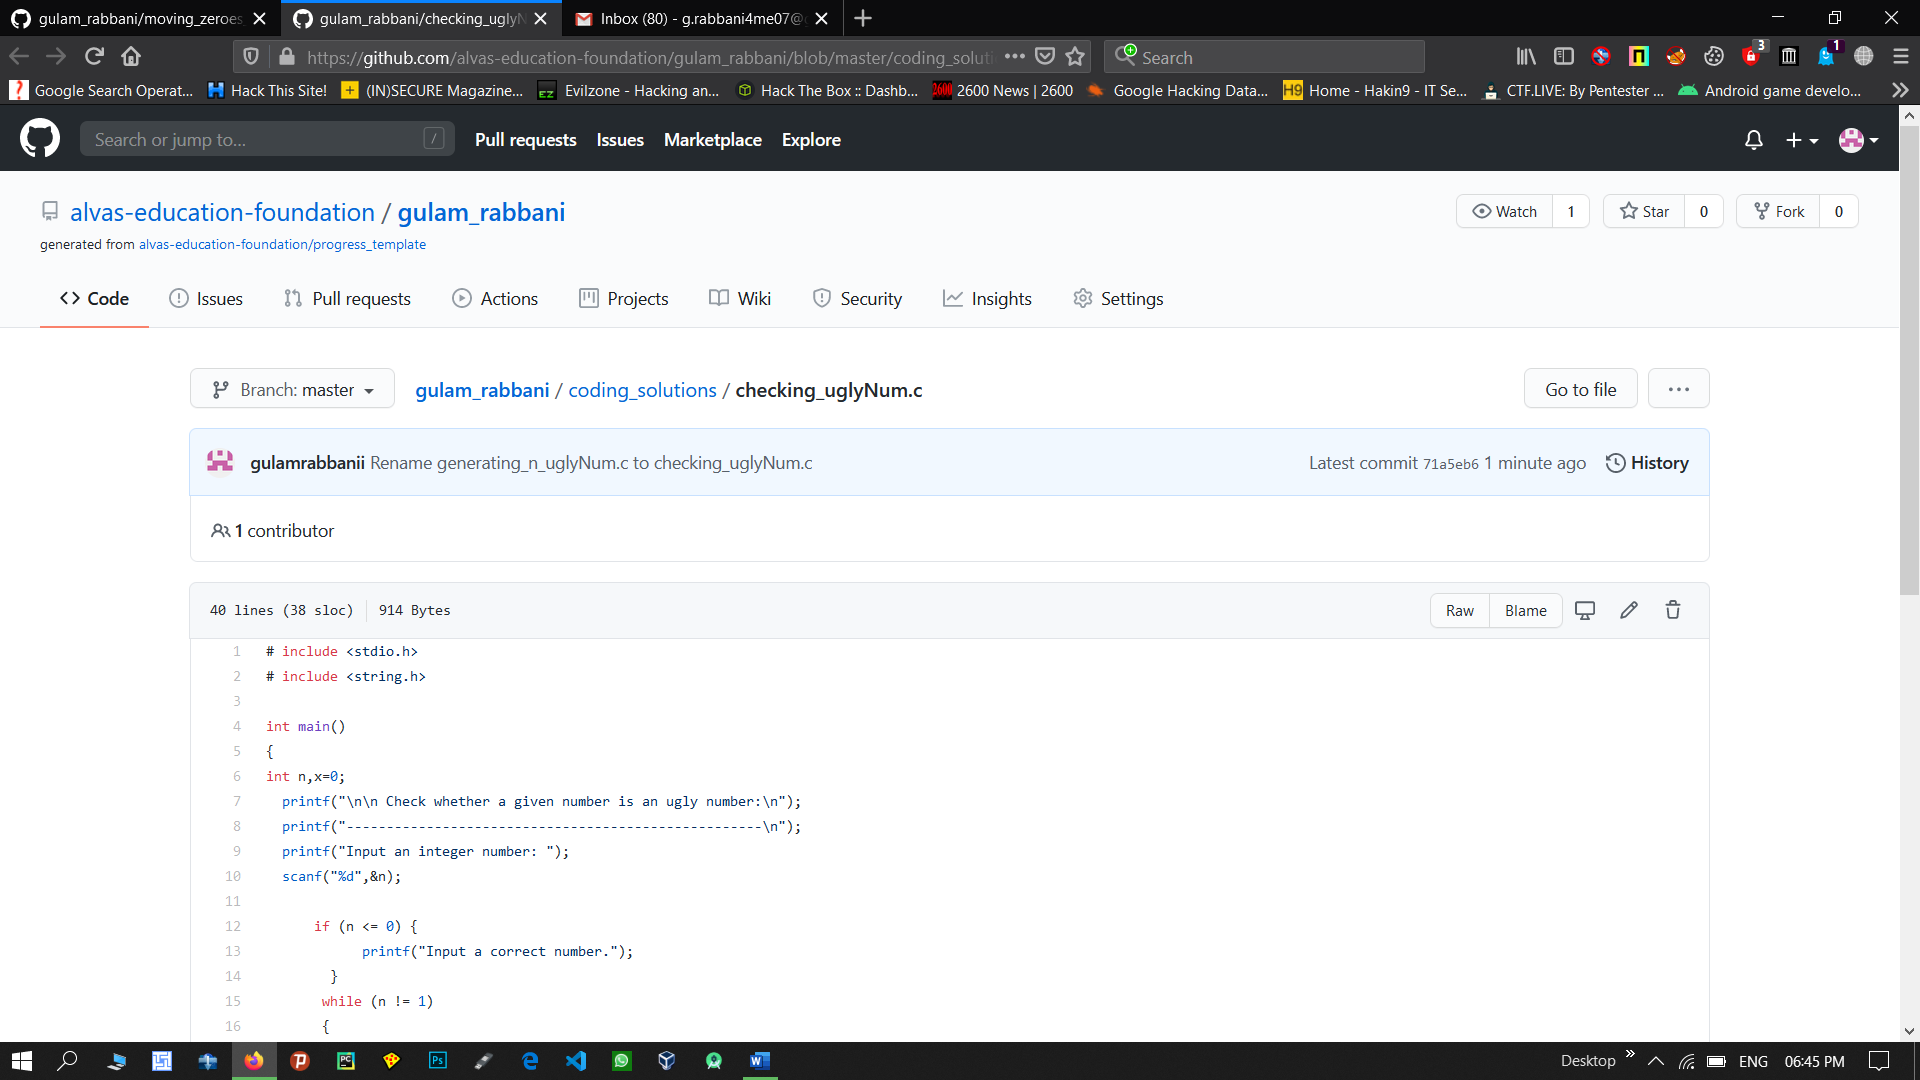 gulam_rabbani/moving_zeroes
gulam_rabbani/checking_uglyN
Inbox (80) - g.rabbani4me07@
https://github.com/alvas-education-foundation/gulam_rabbani/blob/master/coding_soluti
Search
3
1
Google Search Operat...
Hack This Site!
(IN)SECURE Magazine...
Evilzone - Hacking an...
Hack The Box :: Dashb...
2600 News | 2600
Google Hacking Data...
Home - Hakin9 - IT Se...
CTF.LIVE: By Pentester ...
Android game develo...
Search or jump to...
/
Pull requests
Issues
Marketplace
Explore
alvas-education-foundation / gulam_rabbani
Watch 1
Star 0
Fork 0
generated from alvas-education-foundation/progress_template
Code
Issues
Pull requests
Actions
Projects
Wiki
Security
Insights
Settings
Branch: master
gulam_rabbani / coding_solutions / checking_uglyNum.c
Go to file
...
gulamrabbanii Rename generating_n_uglyNum.c to checking_uglyNum.c
Latest commit 71a5eb6 1 minute ago
History
1 contributor
40 lines (38 sloc) 914 Bytes
Raw
Blame
1 # include <stdio.h>
2 # include <string.h>
3
4 int main()
5 {
6 int n,x=0;
7 printf("\n\n Check whether a given number is an ugly number:\n");
8 printf("----------------------------------------------------\n");
9 printf("Input an integer number: ");
10 scanf("%d",&n);
11
12 if (n <= 0) {
13 printf("Input a correct number.");
14 }
15 while (n != 1)
16 {
Desktop
ENG
06:45 PM